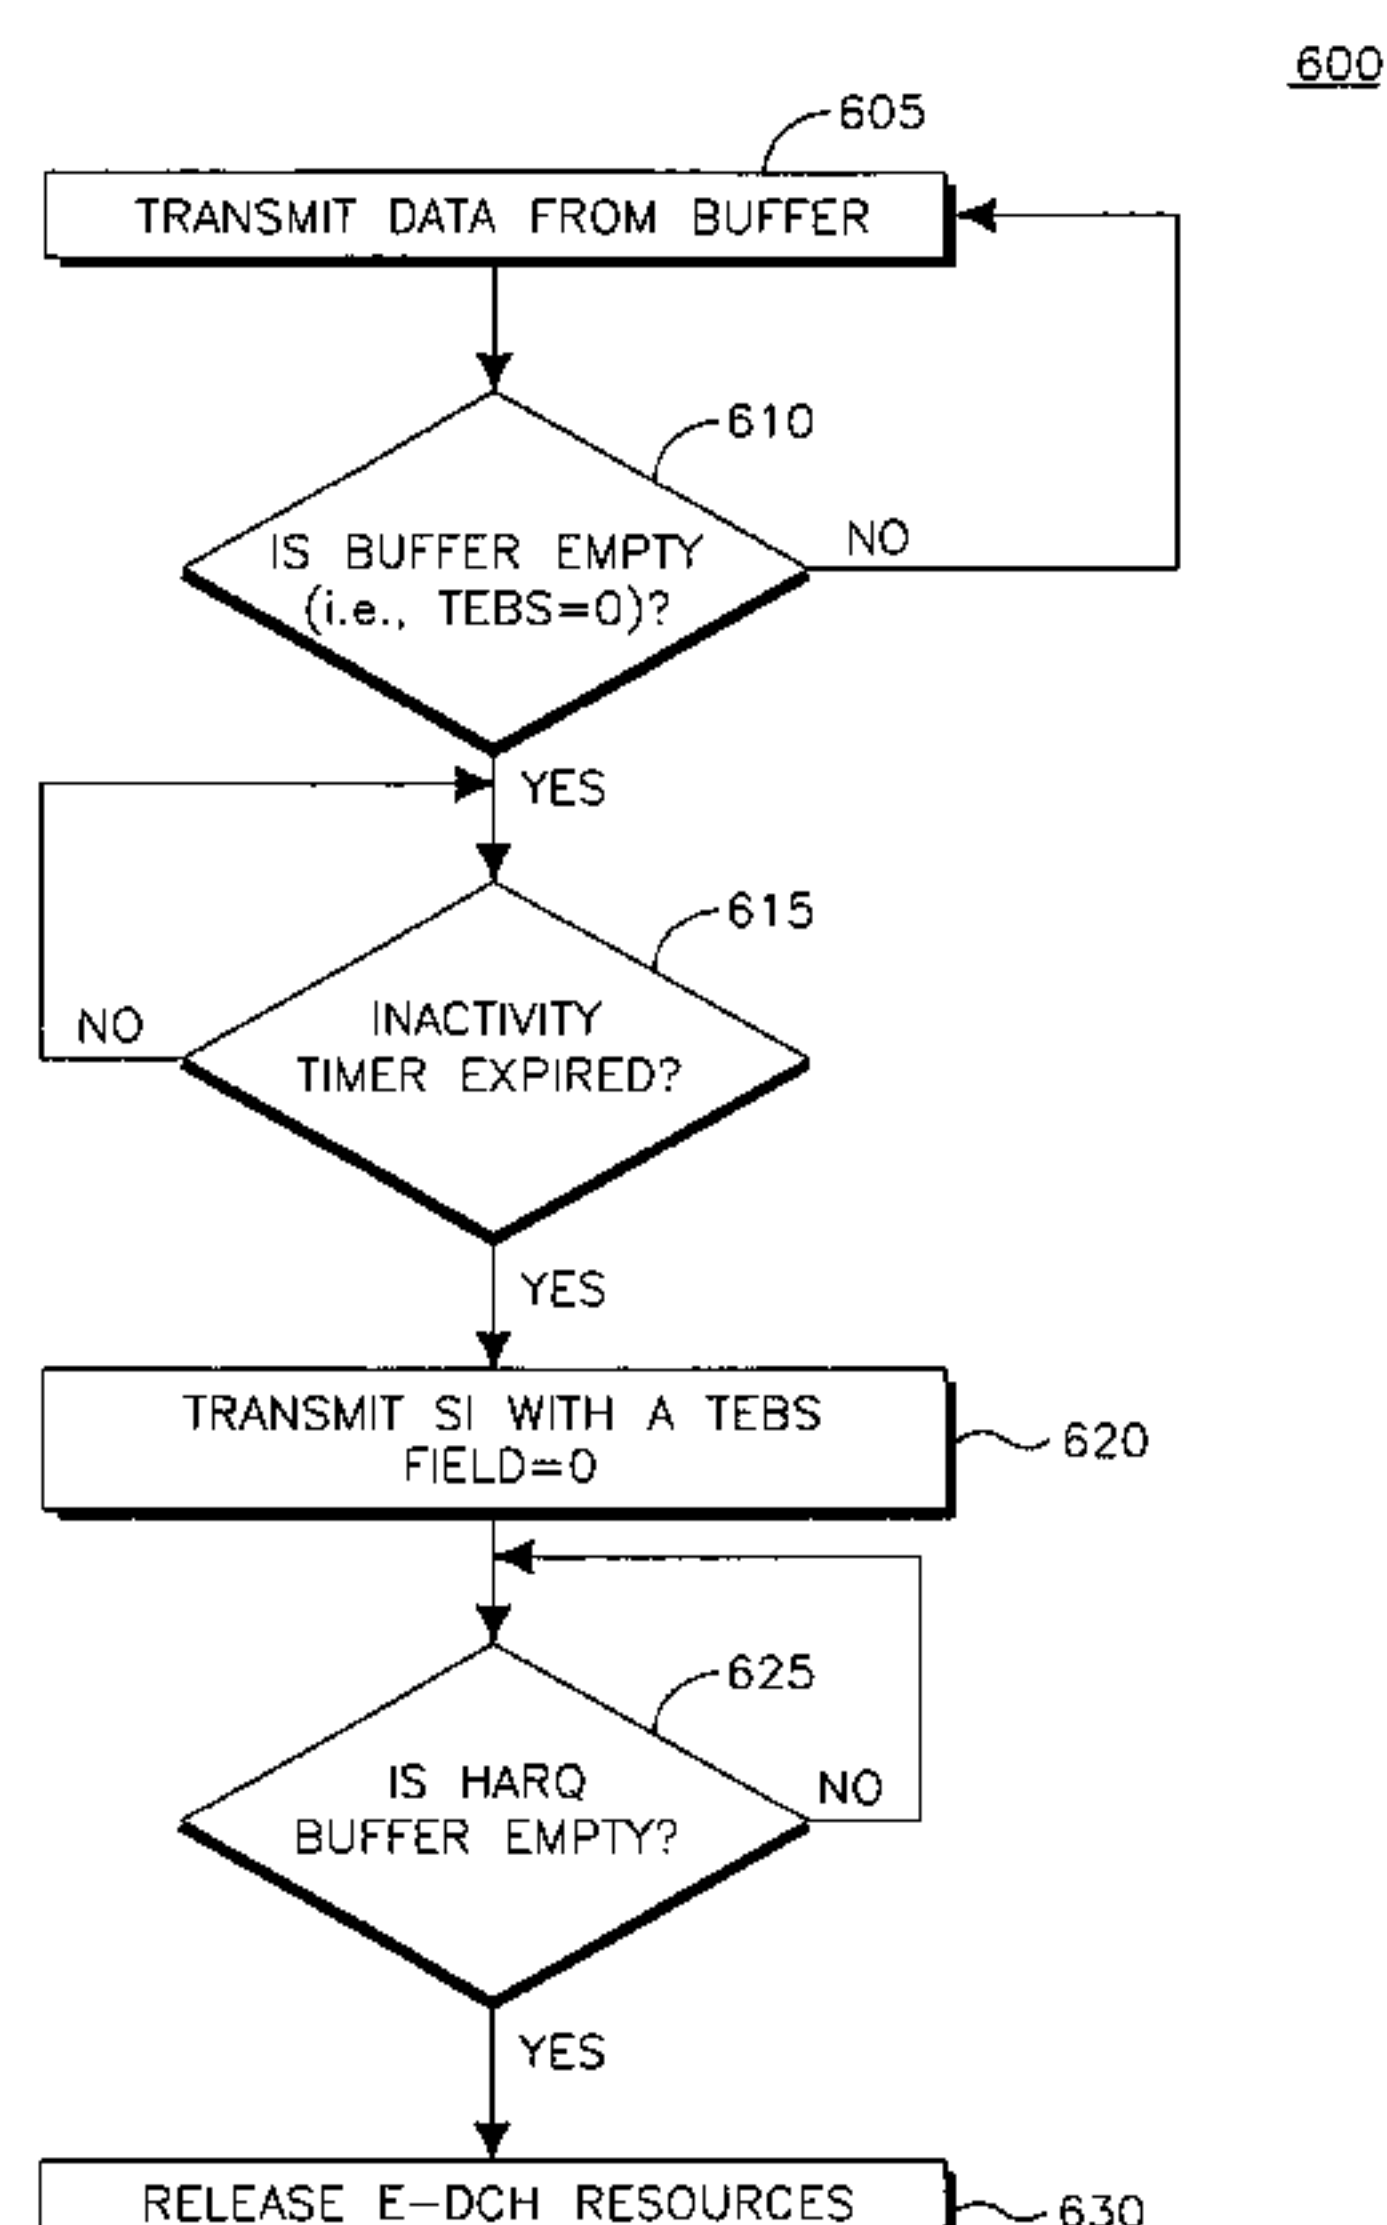 600
605
TRANSMIT DATA FROM BUFFER
610
IS BUFFER EMPTY
(i.e., TEBS=0)?
NO
YES
615
INACTIVITY
TIMER EXPIRED?
NO
YES
TRANSMIT SI WITH A TEBS
FIELD=0
620
625
IS HARQ
BUFFER EMPTY?
NO
YES
RELEASE E-DCH RESOURCES
630